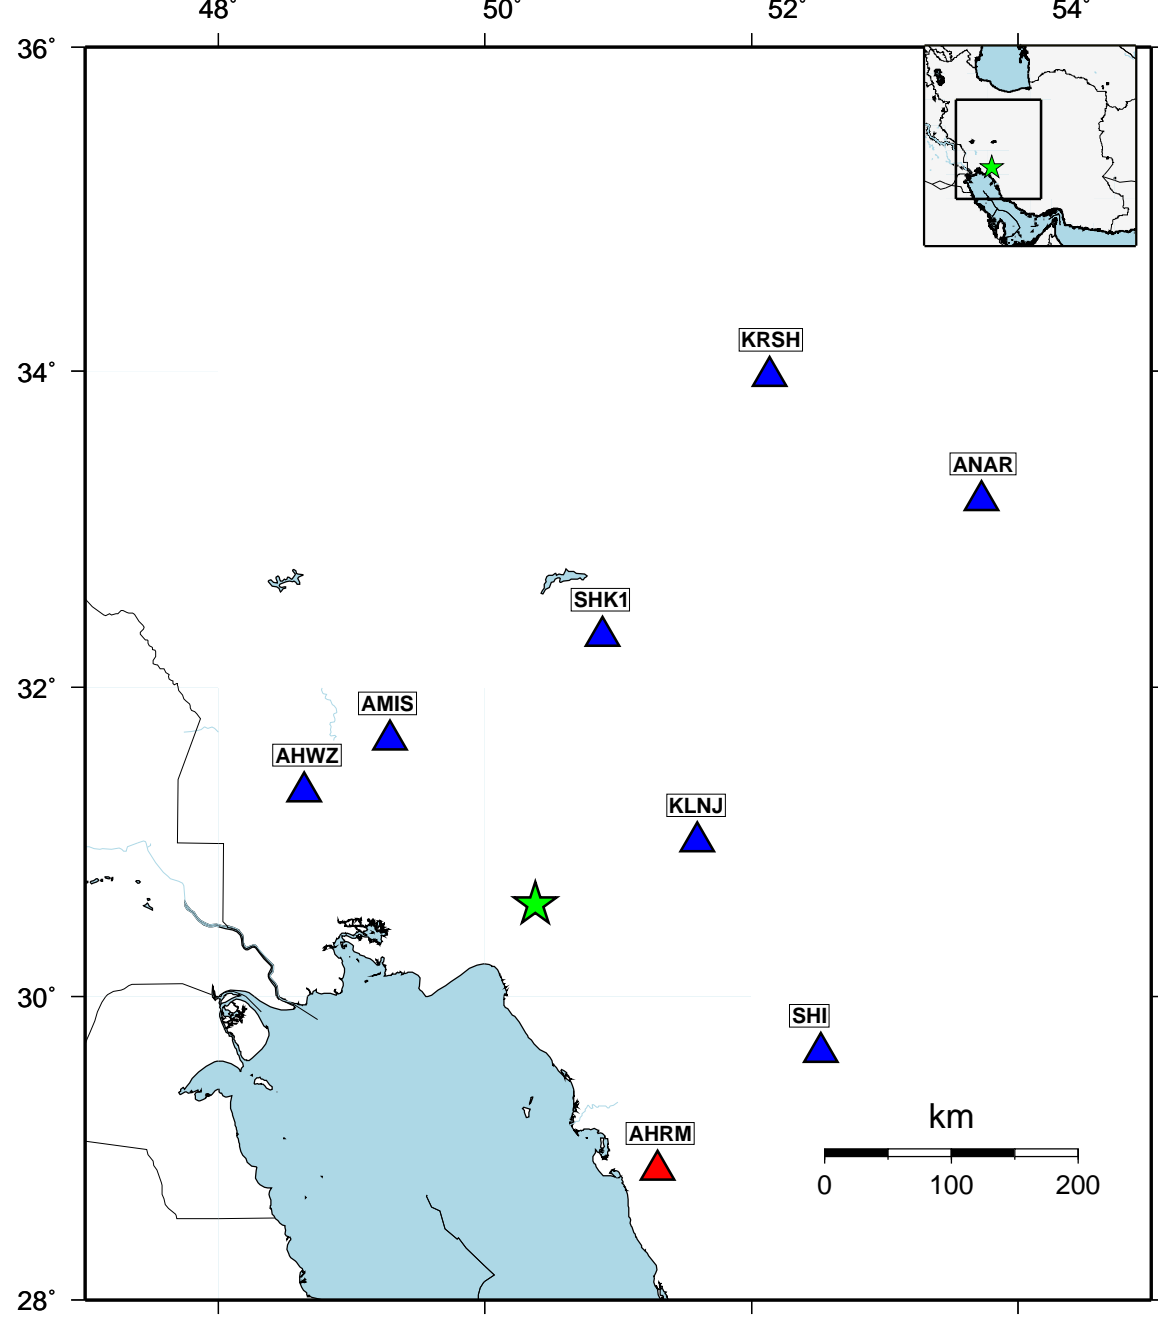 48˚ 50˚ 52˚ 54˚
36˚
KRSH
34˚
ANAR
SHK1
32˚
AMIS
AHWZ
KLNJ
30˚
SHI
km
AHRM
0 100 200
28˚